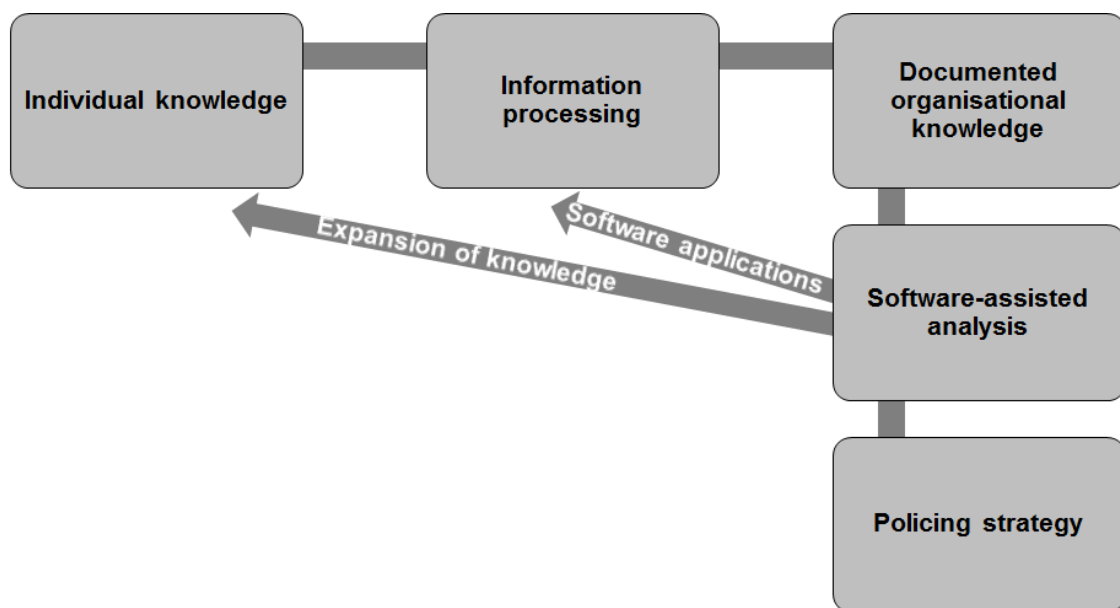 Individual knowledge
Information
processing
Documented
organisational
knowledge
Software applications
Expansion of knowledge
Software-assisted
analysis
Policing strategy